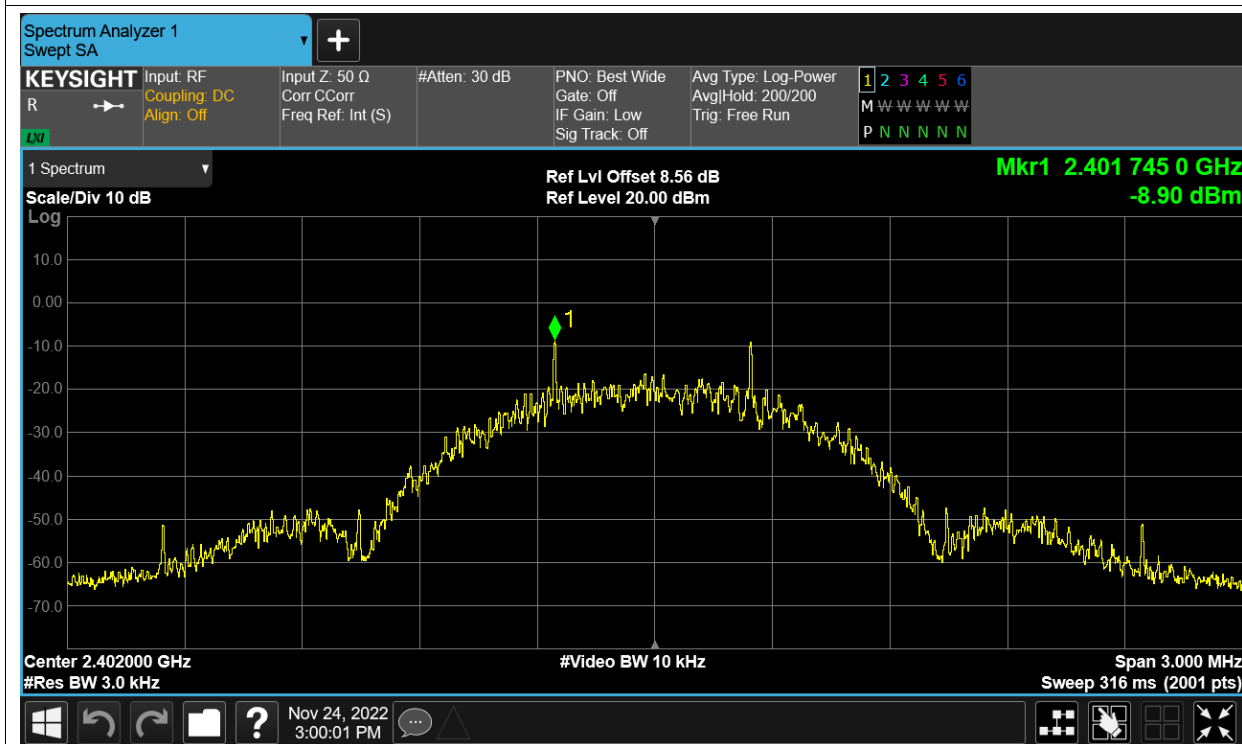 Spectrum Analyzer 1
Swept SA
KEYSIGHT
R
LXI
Input: RF
Coupling: DC
Align: Off
Input Z: 50 Ω
Corr CCorr
Freq Ref: Int (S)
#Atten: 30 dB
PNO: Best Wide
Gate: Off
IF Gain: Low
Sig Track: Off
Avg Type: Log-Power
Avg|Hold: 200/200
Trig: Free Run
1 2 3 4 5 6
M W W W W W
P N N N N N
1 Spectrum
Scale/Div 10 dB
Ref Lvl Offset 8.56 dB
Ref Level 20.00 dBm
Mkr1 2.401 745 0 GHz
-8.90 dBm
Log
10.0
0.00
-10.0
-20.0
-30.0
-40.0
-50.0
-60.0
-70.0
1
Center 2.402000 GHz
#Res BW 3.0 kHz
#Video BW 10 kHz
Span 3.000 MHz
Sweep 316 ms (2001 pts)
?
Nov 24, 2022
3:00:01 PM